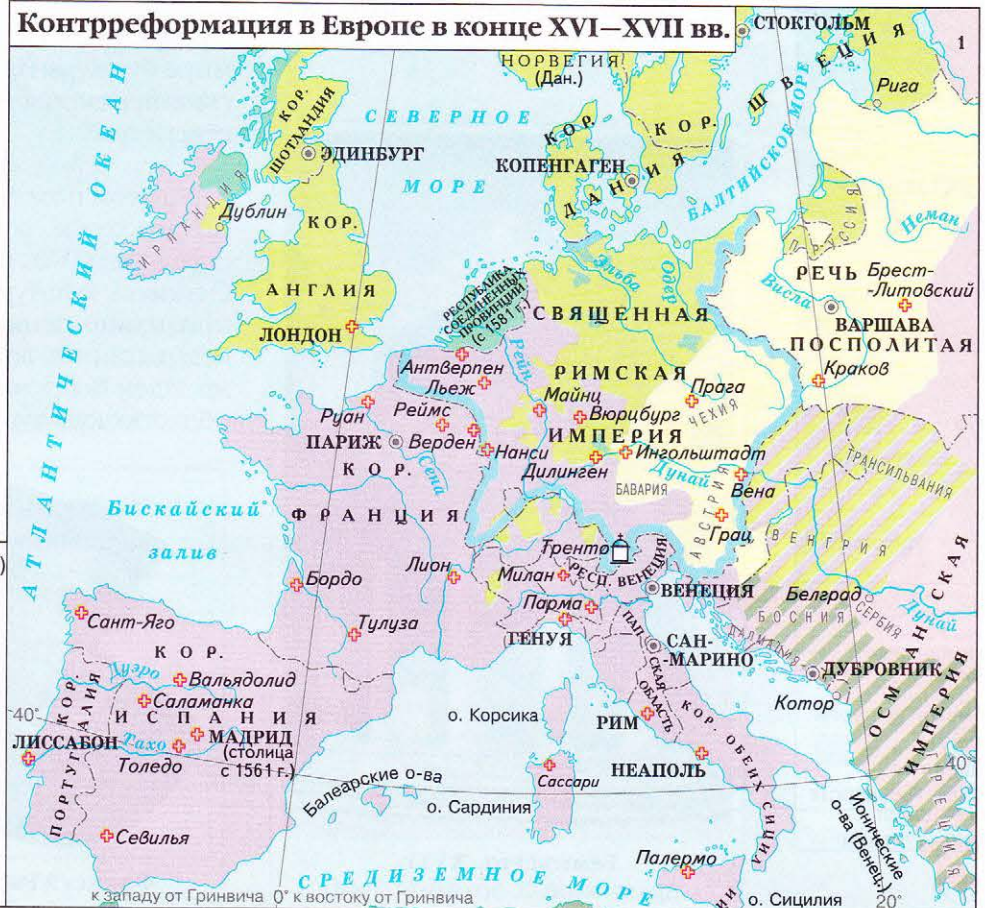 Контрреформация в Европе в конце XVI—XVII вв.
СТОКГОЛЬМ
1
НОРВЕГИЯ
(Дан.)
ШВЕЦИЯ
Рига
АТЛАНТИЧЕСКИЙ ОКЕАН
КОР.
ШОТЛАНДИЯ
ЭДИНБУРГ
СЕВЕРНОЕ
МОРЕ
КОР.
ДАНИЯ
КОР.
КОПЕНГАГЕН
БАЛТИЙСКОЕ МОРЕ
ИРЛАНДИЯ
Дублин
КОР.
АНГЛИЯ
ЛОНДОН
ПРУССИЯ
Неман
РЕЧЬ
ПОСПОЛИТАЯ
Брест-
-Литовский
Висла
ВАРШАВА
Краков
РЕСПУБЛИКА
СОЕДИНЕННЫХ
ПРОВИНЦИЙ
(с 1581 г.)
Эльба
Одер
СВЯЩЕННАЯ
РИМСКАЯ
ИМПЕРИЯ
Рейн
Антверпен
Льеж
Майнц
Вюрцбург
Прага
ЧЕХИЯ
Руан
Реймс
ПАРИЖ
Верден
Нанси
Сена
Дилинген
Ингольштадт
БАВАРИЯ
Дунай
Вена
АВСТРИЯ
Грац
ТРАНСИЛЬВАНИЯ
ВЕНГРИЯ
КОР.
ФРАНЦИЯ
Бискайский
залив
Бордо
Лион
Тулуза
Тренто
Милан
РЕСП. ВЕНЕЦИЯ
ВЕНЕЦИЯ
Парма
ГЕНУЯ
ПАП-
СКАЯ
ОБЛАСТЬ
САН-
-МАРИНО
Белград
БОСНИЯ
СЕРБИЯ
Дунай
ДАЛМАЦИЯ
ДУБРОВНИК
Котор
ОСМАНСКАЯ
ИМПЕРИЯ
ГРЕЦИЯ
)
Сант-Яго
КОР.
ИСПАНИЯ
Дуэро
Вальядолид
Саламанка
МАДРИД
(столица
с 1561 г.)
Тахо
Толедо
КОР.
ПОРТУГАЛИЯ
ЛИССАБОН
Севилья
40°
о. Корсика
РИМ
КОР. ОБЕИХ СИЦИЛИЙ
НЕАПОЛЬ
Сассари
о. Сардиния
Балеарские о-ва
Палермо
о. Сицилия
Ионические
о-ва (Венец.)
40°
20°
СРЕДИЗЕМНОЕ МОРЕ
к западу от Гринвича 0° к востоку от Гринвича